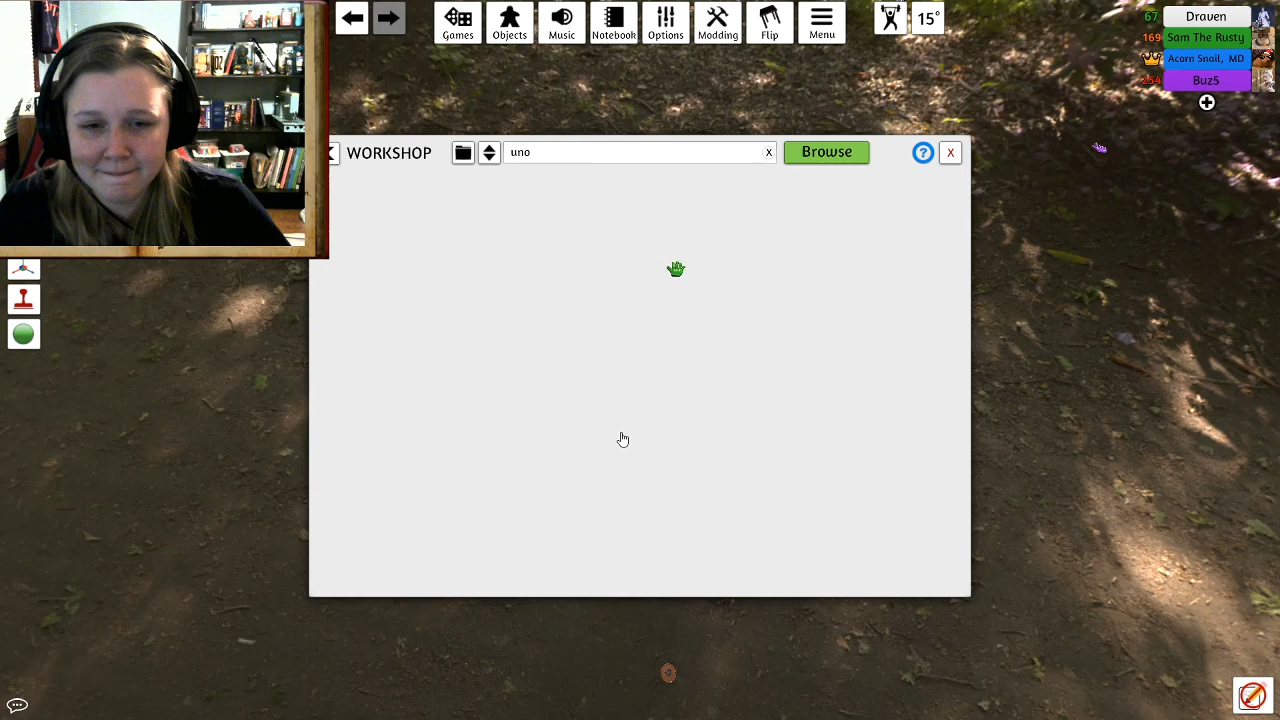 Games Objects Music Notebook Options Modding Flip Menu 15°
67 Draven
169 Sam The Rusty
Acorn Snail, MD
254 Buz5
WORKSHOP uno x Browse ? X